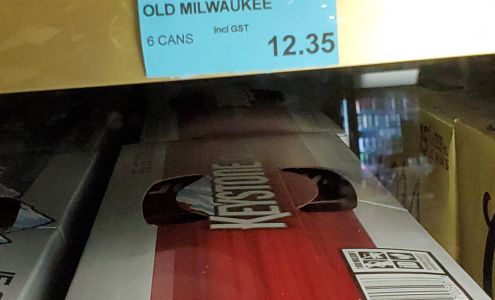 OLD MILWAUKEE
Incl GST
6 CANS
12.35
KEYSTONE